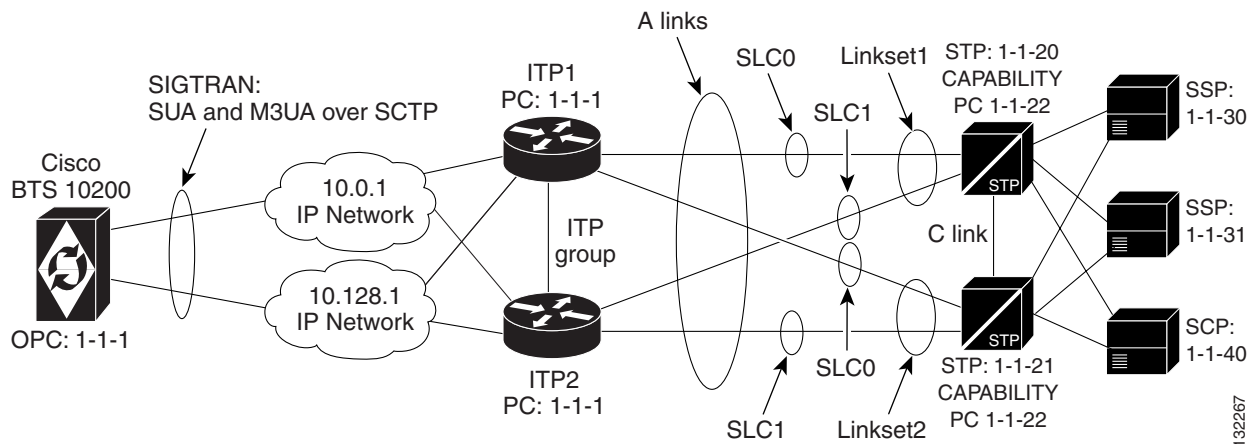 A links
SLC0
Linkset1
STP: 1-1-20
CAPABILITY
PC 1-1-22
SIGTRAN:
SUA and M3UA over SCTP
ITP1
PC: 1-1-1
SLC1
SSP:
1-1-30
Cisco
BTS 10200
10.0.1
IP Network
STP
ITP
group
C link
SSP:
1-1-31
10.128.1
IP Network
OPC: 1-1-1
STP
SCP:
1-1-40
ITP2
PC: 1-1-1
SLC0
STP: 1-1-21
CAPABILITY
PC 1-1-22
SLC1
Linkset2
132267